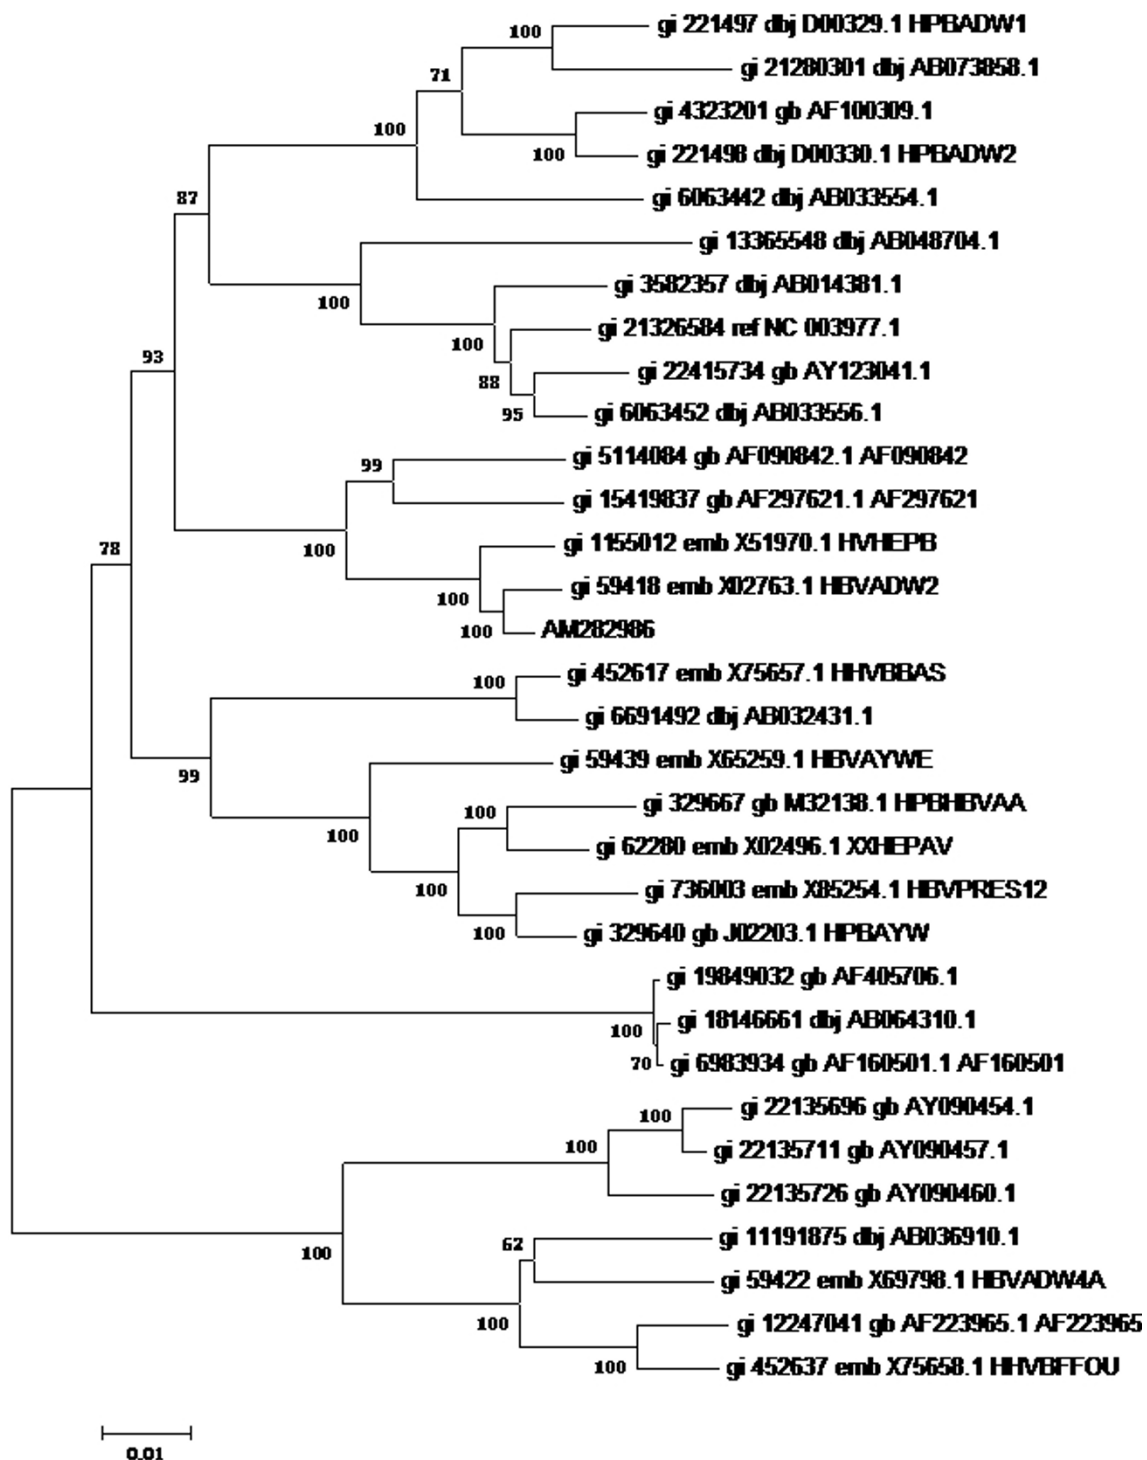 100
gi 221497 dbj D00329.1 HPBADW1
71
gi 21280301 dbj AB073858.1
100
gi 4323201 gb AF100309.1
100
gi 221498 dbj D00330.1 HPBADW2
87
gi 6063442 dbj AB033554.1
gi 13365548 dbj AB048704.1
100
gi 3582357 dbj AB014381.1
100
gi 21326584 ref NC 003977.1
93
88
gi 22415734 gb AY123041.1
95
gi 6063452 dbj AB033556.1
99
gi 5114084 gb AF090842.1 AF090842
gi 15419837 gb AF297621.1 AF297621
78
100
gi 1155012 emb X51970.1 HVHEPB
100
gi 59418 emb X02763.1 HBVADW2
100
AM282986
100
gi 452617 emb X75657.1 HHVBBAS
gi 6691492 dbj AB032431.1
99
gi 59439 emb X65259.1 HBVAYWE
100
gi 329667 gb M32138.1 HPBHBVAA
100
gi 62280 emb X02496.1 XXHEPAV
100
gi 736003 emb X85254.1 HBVPRES12
100
gi 329640 gb J02203.1 HPBAYW
gi 19849032 gb AF405706.1
100
gi 18146661 dbj AB064310.1
70
gi 6983934 gb AF160501.1 AF160501
100
gi 22135696 gb AY090454.1
100
gi 22135711 gb AY090457.1
gi 22135726 gb AY090460.1
100
62
gi 11191875 dbj AB036910.1
gi 59422 emb X69798.1 HBVADW4A
100
gi 12247041 gb AF223965.1 AF223965
100
gi 452637 emb X75658.1 HHVBFFOU
0.01